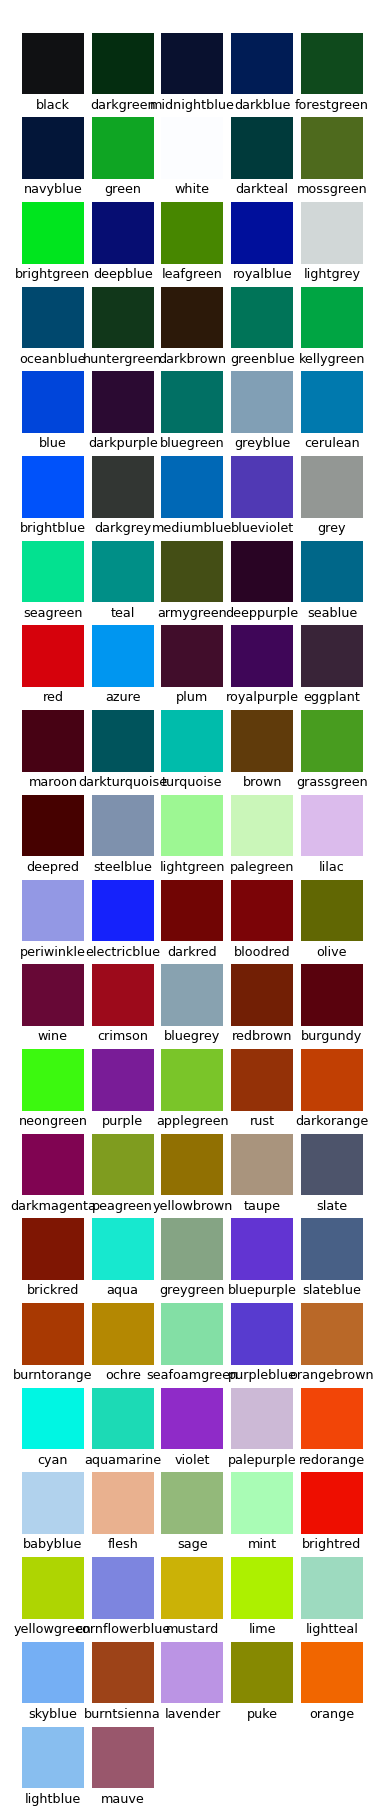 black darkgreen midnightblue darkblue forestgreen
navyblue green white darkteal mossgreen
brightgreen deepblue leafgreen royalblue lightgrey
oceanblue huntergreen darkbrown greenblue kellygreen
blue darkpurple bluegreen greyblue cerulean
brightblue darkgrey mediumblue blueviolet grey
seagreen teal armygreen deeppurple seablue
red azure plum royalpurple eggplant
maroon darkturquoise turquoise brown grassgreen
deepred steelblue lightgreen palegreen lilac
periwinkle electricblue darkred bloodred olive
wine crimson bluegrey redbrown burgundy
neongreen purple applegreen rust darkorange
darkmagenta peagreen yellowbrown taupe slate
brickred aqua greygreen bluepurple slateblue
burntorange ochre seafoamgreen purpleblue orangebrown
cyan aquamarine violet palepurple redorange
babyblue flesh sage mint brightred
yellowgreen cornflowerblue mustard lime lightteal
skyblue burntsienna lavender puke orange
lightblue mauve